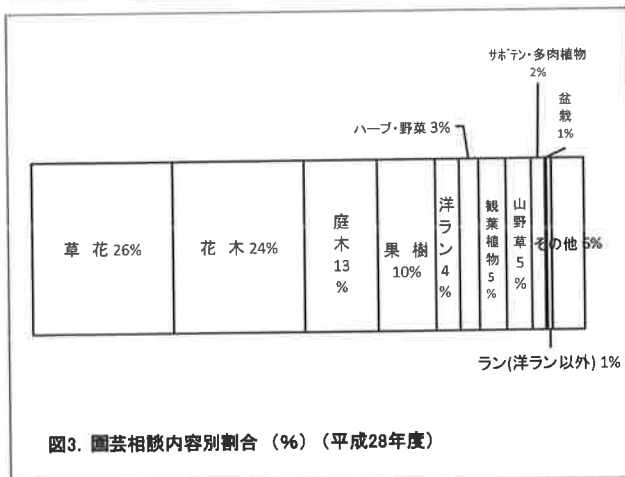 サボテン・多肉植物
2%
盆栽
1%
ハーブ・野菜 3%
草 花 26%
花 木 24%
庭木
13
%
果 樹
10%
洋ラン
4
%
観葉植物
5
%
山野草
5
%
その他 6%
ラン(洋ラン以外) 1%
図3. 園芸相談内容別割合 (%) (平成28年度)